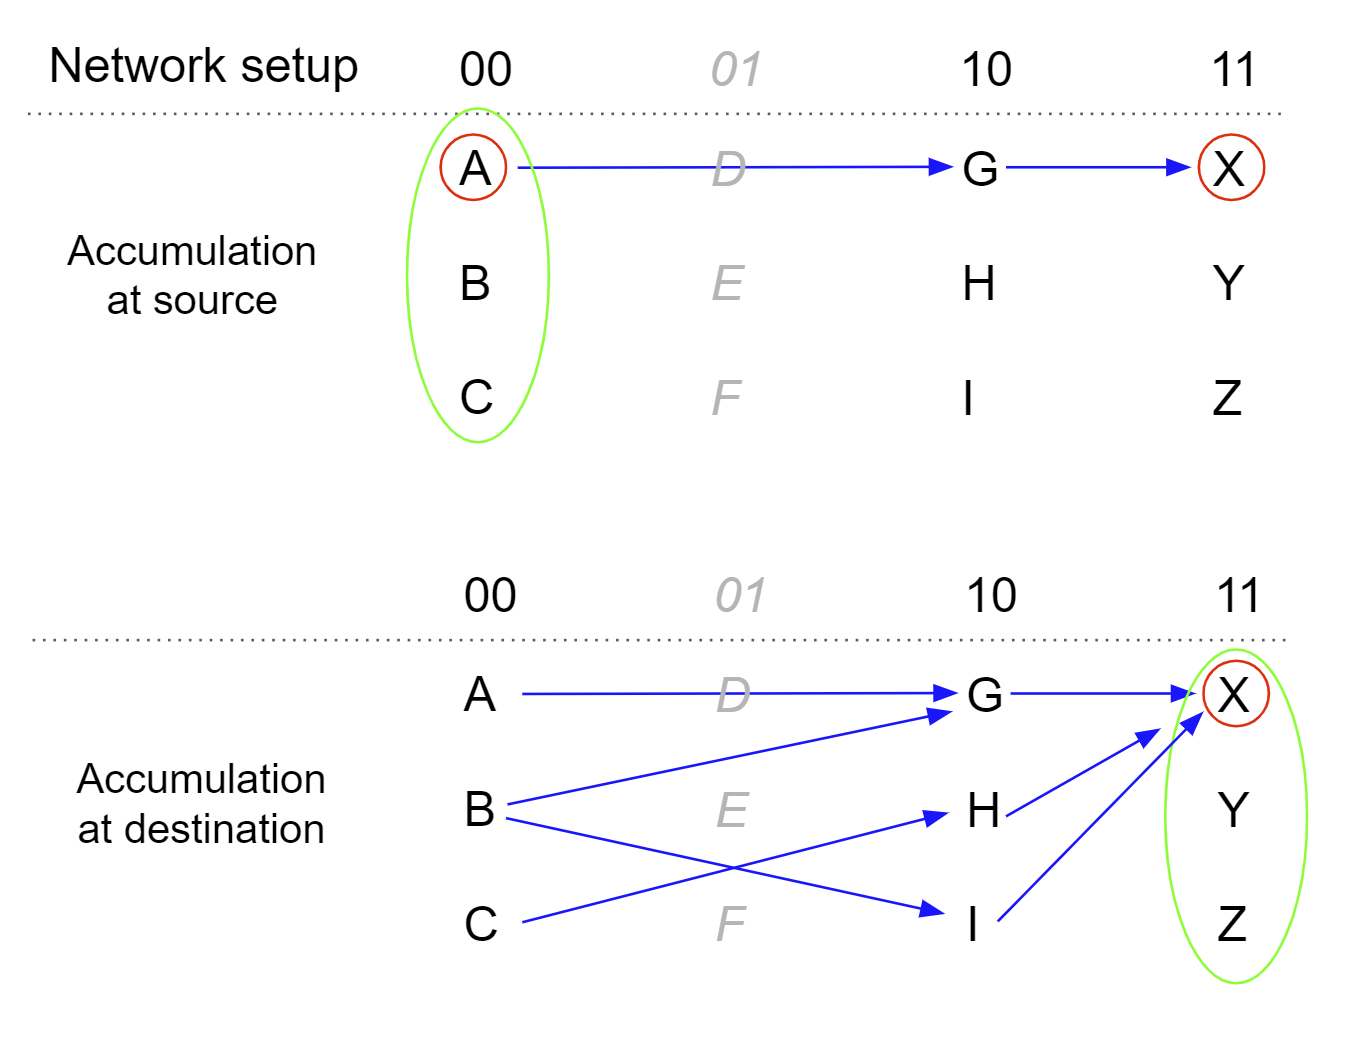 Network setup 00 01 10 11
A D G X
Accumulation
at source
B E H Y
C F I Z
00 01 10 11
A D G X
Accumulation
at destination
B E H Y
C F I Z